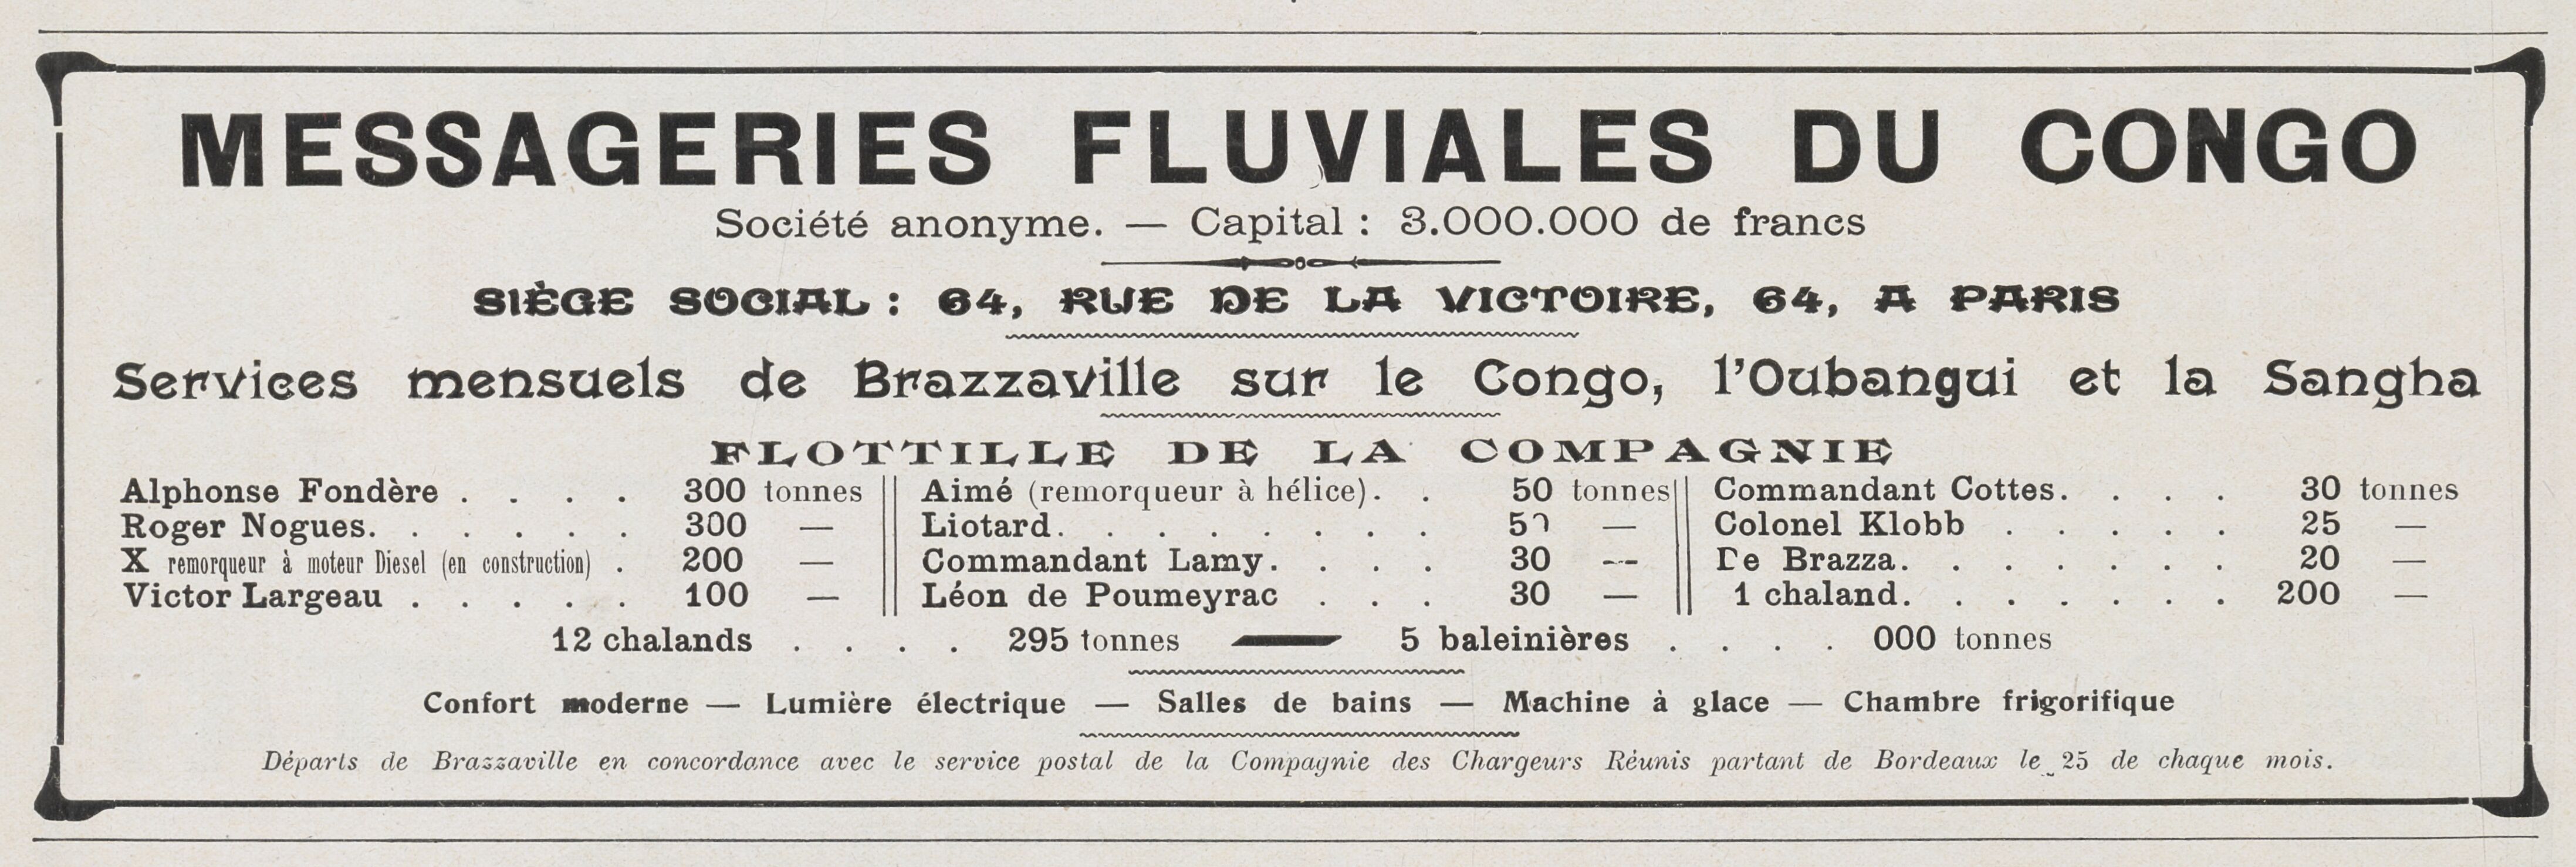 MESSAGERIES FLUVIALES DU CONGO
Société anonyme. — Capital : 3.000.000 de francs
SIÈGE SOCIAL : 64, RUE DE LA VICTOIRE, 64, A PARIS
Services mensuels de Brazzaville sur le Congo, l'Oubangui et la Sangha
FLOTTILLE DE LA COMPAGNIE
Alphonse Fondère . . . . 300 tonnes
Roger Nogues. . . . . . 300 —
X remorqueur à moteur Diesel (en construction) . 200 —
Victor Largeau . . . . . 100 —
Aimé (remorqueur à hélice). . 50 tonnes
Liotard. . . . . . . . 50 —
Commandant Lamy. . . . 30 —
Léon de Poumeyrac . . . 30 —
Commandant Cottes. . . . 30 tonnes
Colonel Klobb . . . . . 25 —
De Brazza. . . . . . . 20 —
1 chaland. . . . . . . 200 —
12 chalands . . . . 295 tonnes — 5 baleinières . . . . 000 tonnes
Confort moderne — Lumière électrique — Salles de bains — Machine à glace — Chambre frigorifique
Départs de Brazzaville en concordance avec le service postal de la Compagnie des Chargeurs Réunis partant de Bordeaux le 25 de chaque mois.